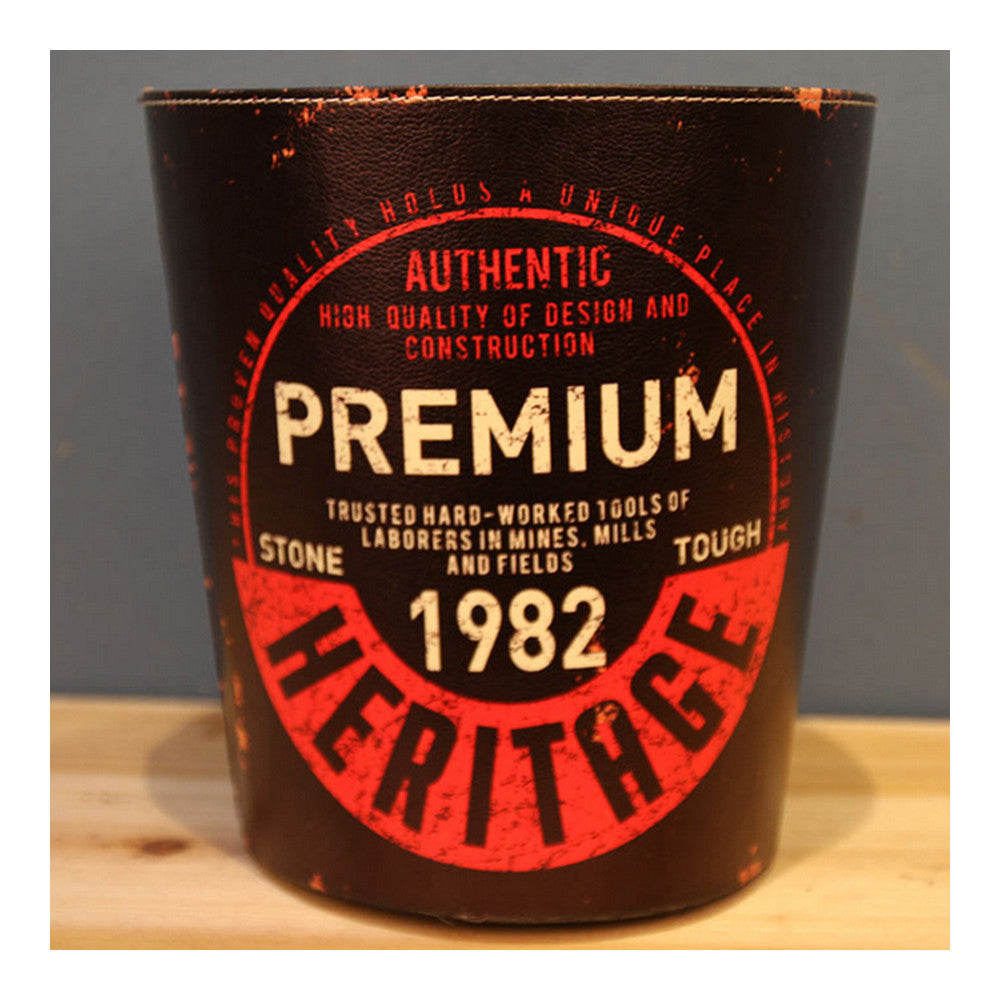 THIS PROVEN QUALITY HOLDS A UNIQUE PLACE IN HISTORY
AUTHENTIC
HIGH QUALITY OF DESIGN AND
CONSTRUCTION
PREMIUM
TRUSTED HARD-WORKED TOOLS OF
LABORERS IN MINES, MILLS
AND FIELDS
STONE
TOUGH
1982
HERITAGE